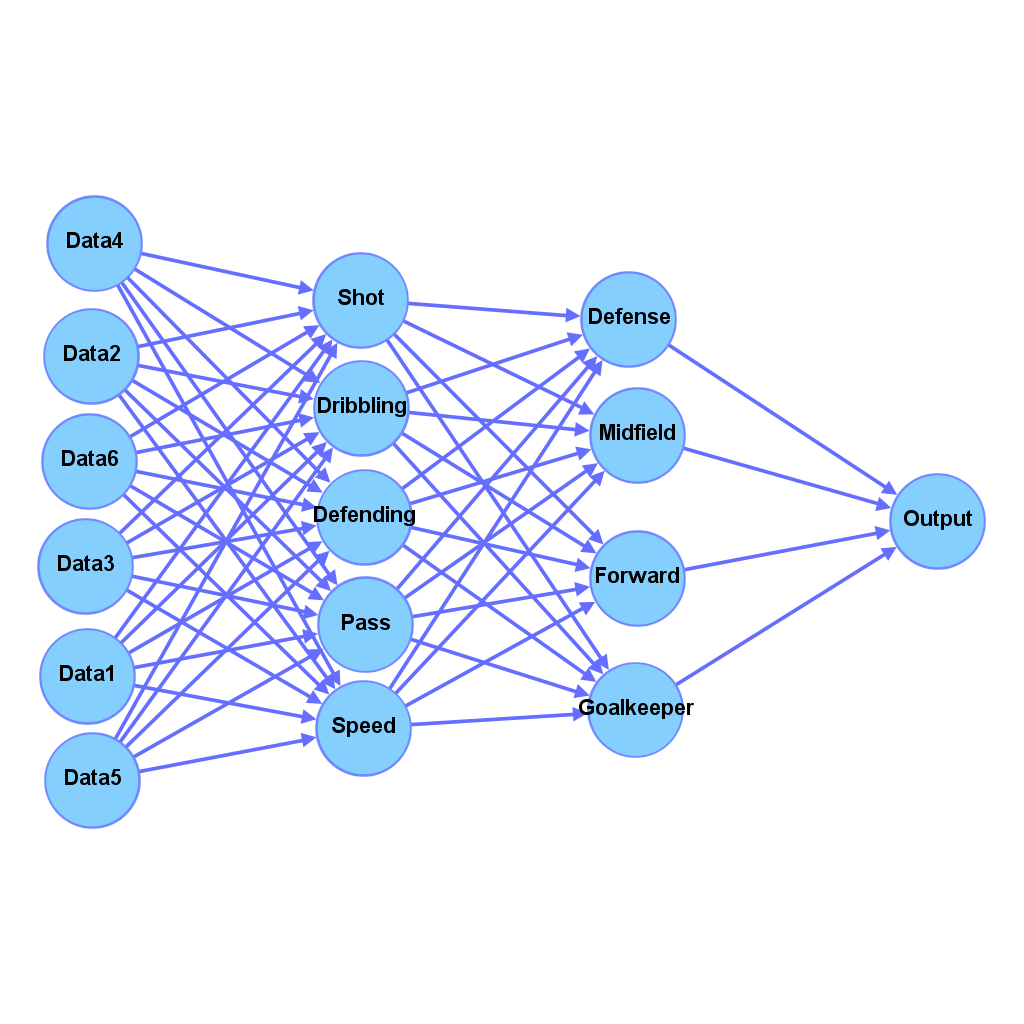 Data4
Data2
Data6
Data3
Data1
Data5
Shot
Dribbling
Defending
Pass
Speed
Defense
Midfield
Forward
Goalkeeper
Output